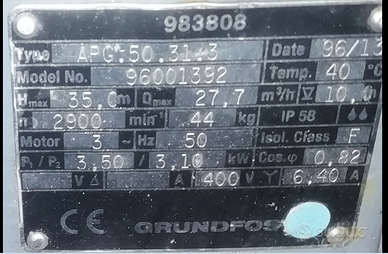 983808
Type APG.50.31.3 Date 96/13
Model No. 96001392 Temp. 40 °C
Hmax 35,0 m Qmax 27,7 m³/h 10,0 m
n 2900 min⁻¹ 44 kg IP 58
Motor 3 ~ Hz 50 Isol. Class F
P₁ / P₂ 3,50 / 3,10 kW Cos.φ 0,82
V Δ A 400 V Y 6,40 A
CE GRUNDFOS
subito